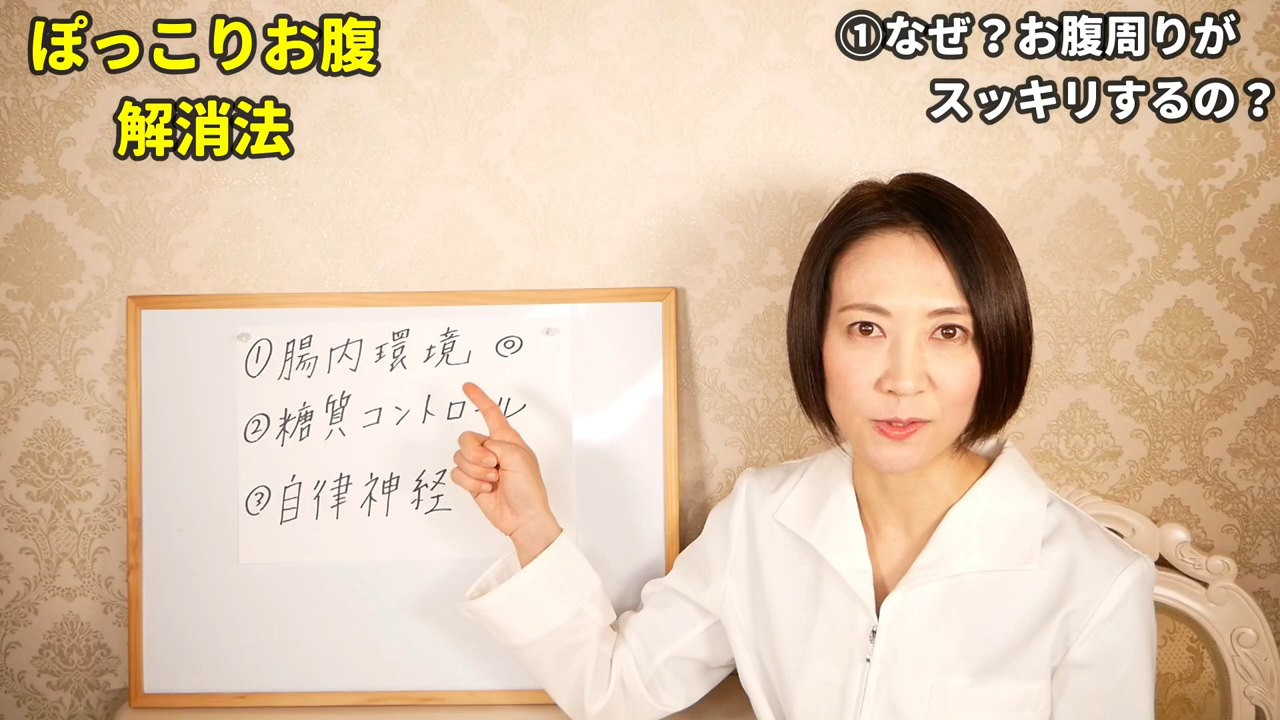 ぽっこりお腹
解消法
①なぜ？お腹周りが
スッキリするの？
①腸内環境 ◎
②糖質コントロール
③自律神経